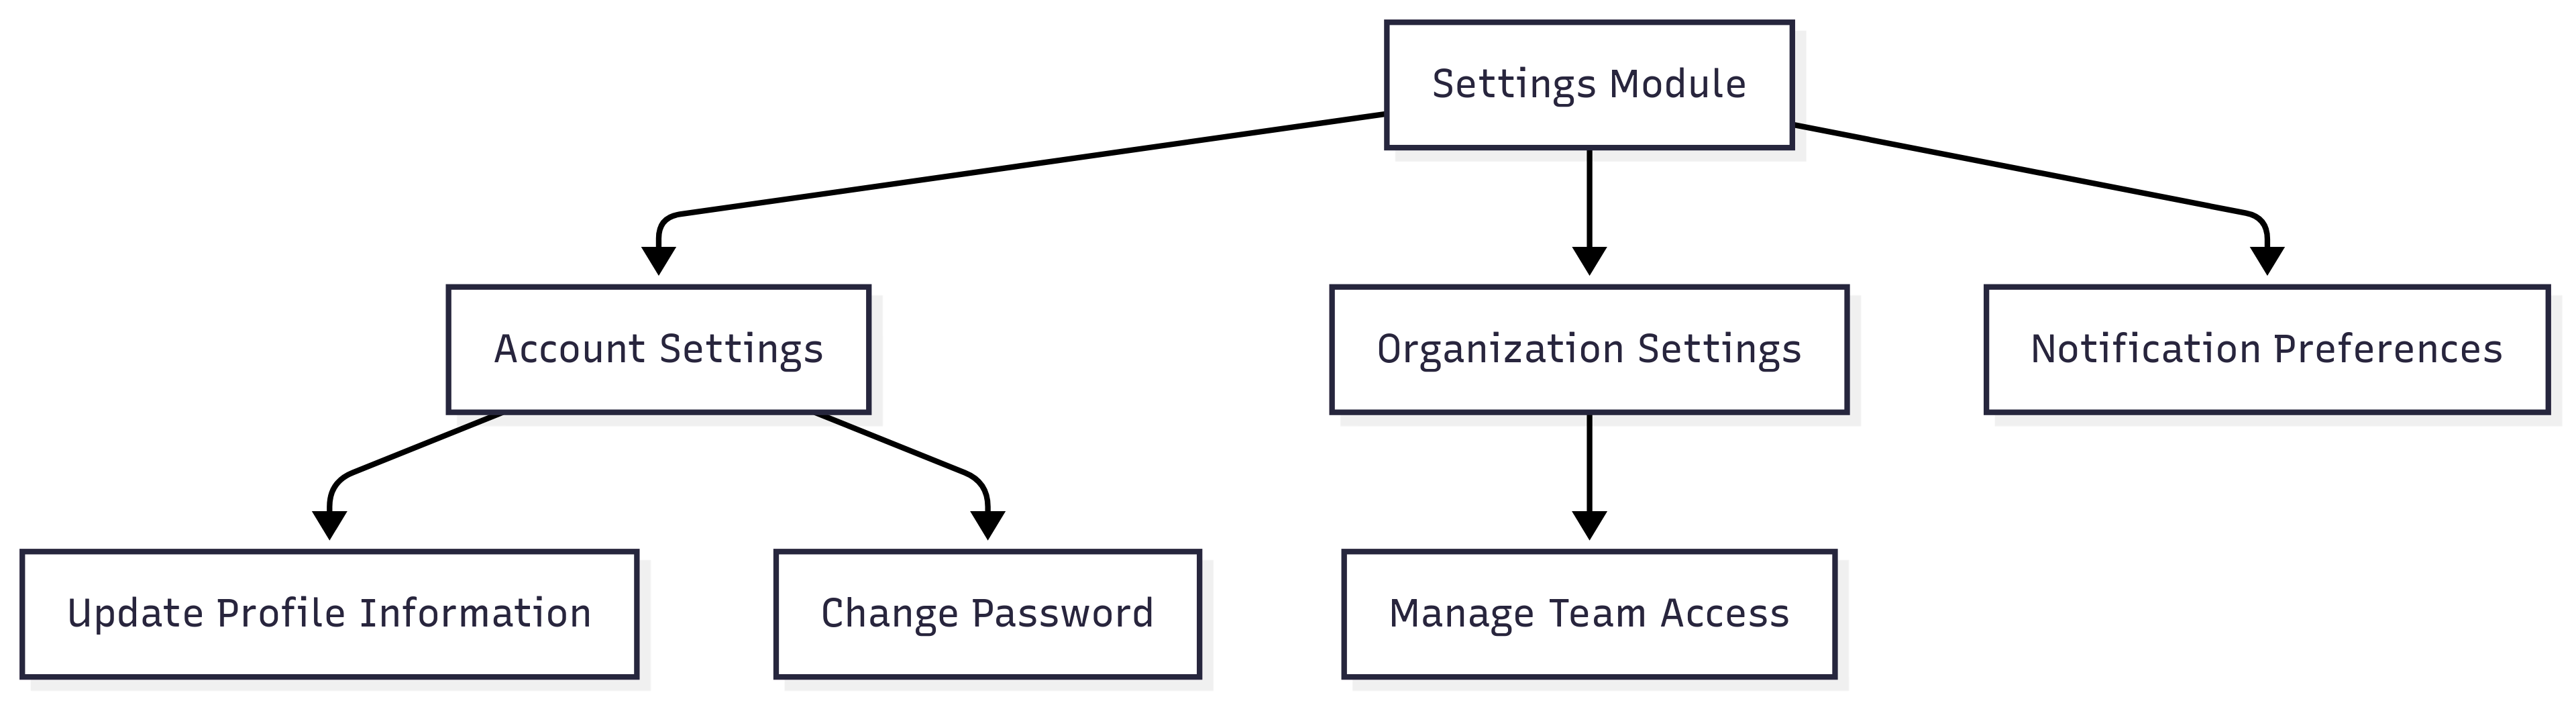 Settings Module
Account Settings
Organization Settings
Notification Preferences
Update Profile Information
Change Password
Manage Team Access